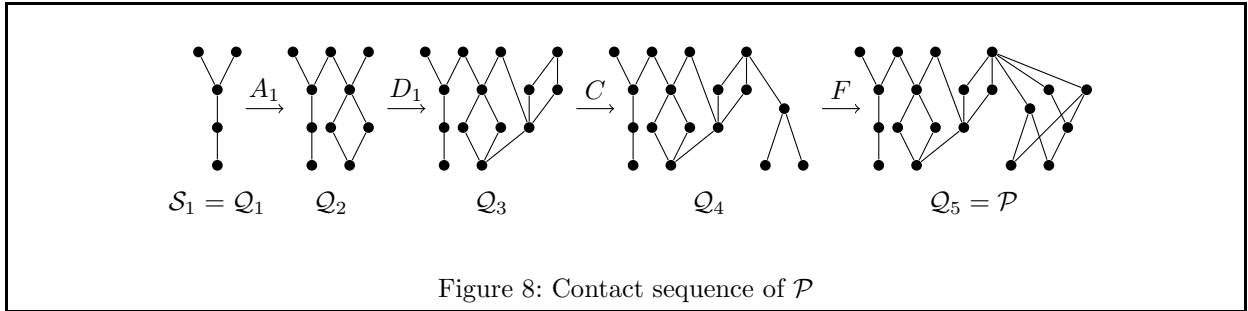 A₁ D₁ C F
𝒮₁ = 𝒬₁ 𝒬₂ 𝒬₃ 𝒬₄ 𝒬₅ = 𝒫
Figure 8: Contact sequence of 𝒫